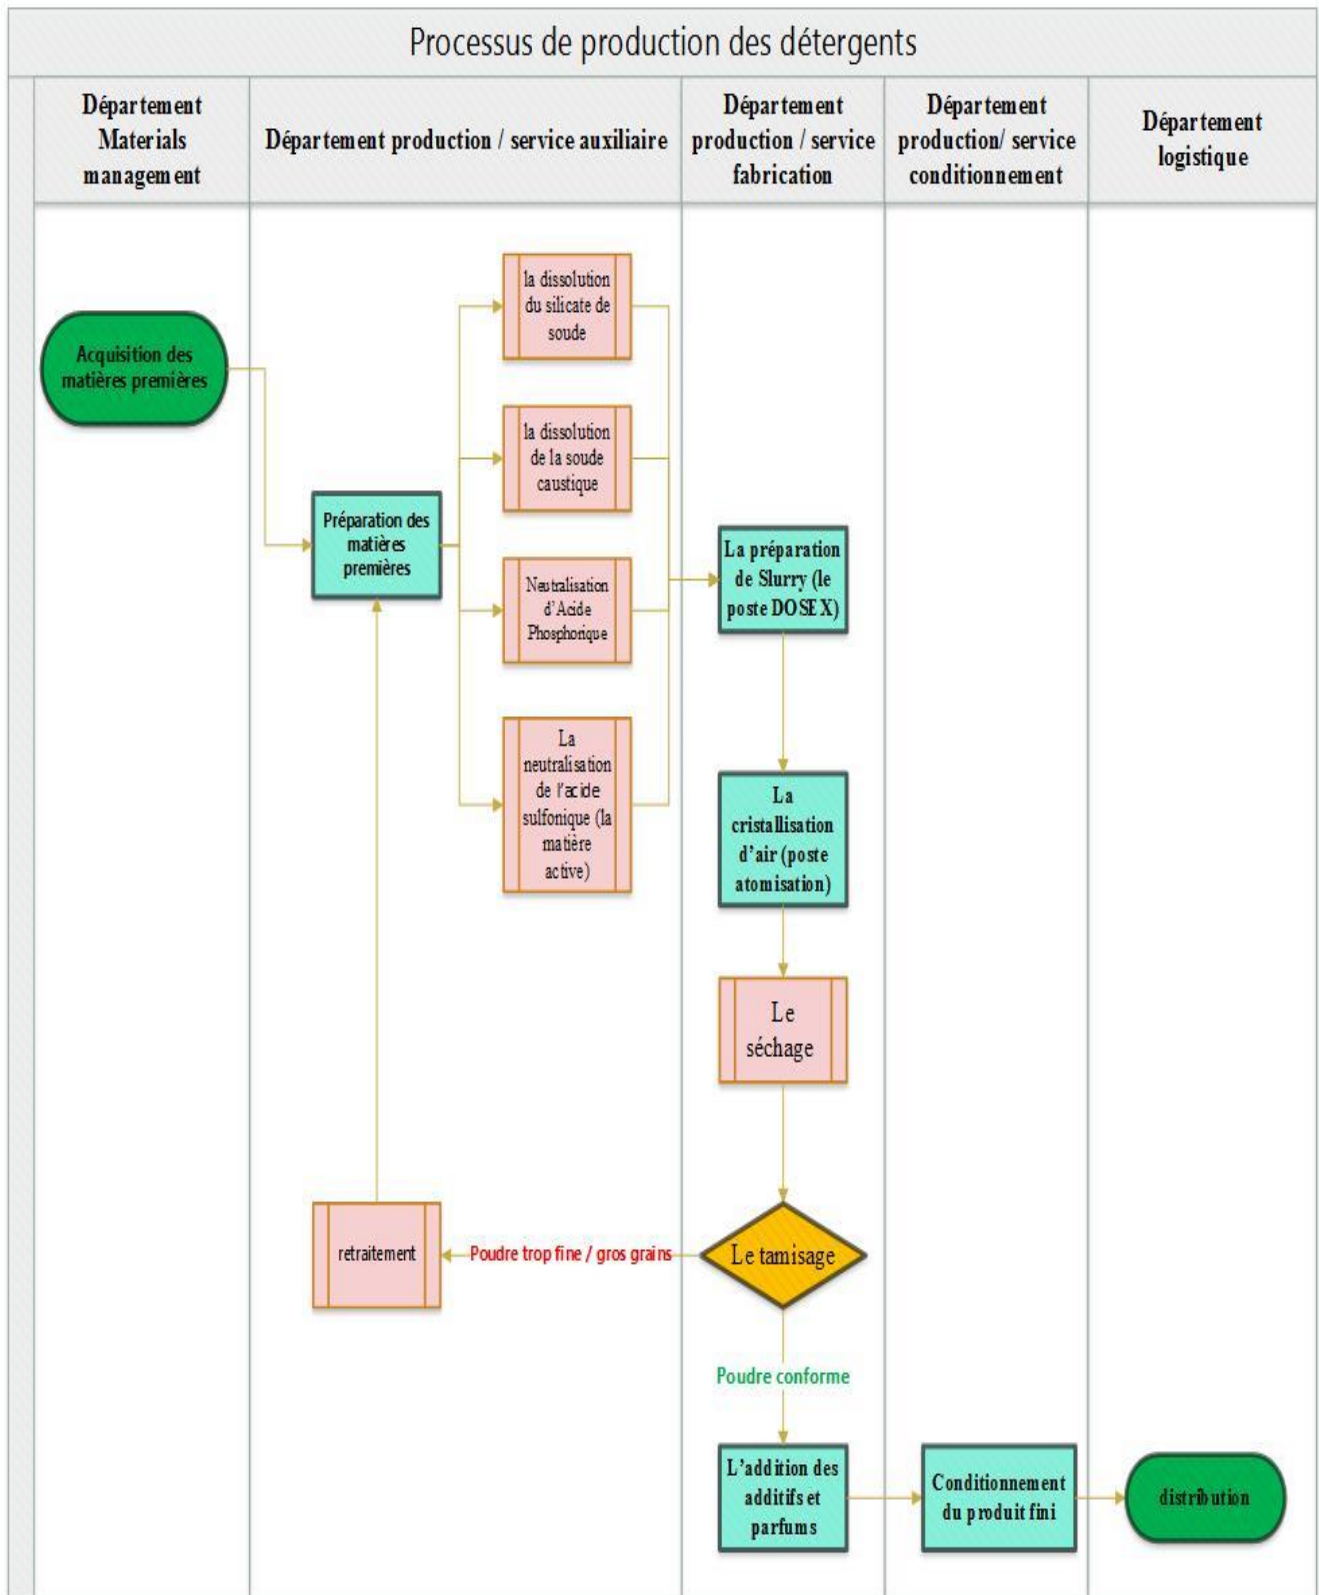 Processus de production des détergents
Département
Materials
management
Département production / service auxiliaire
Département
production / service
fabrication
Département
production/ service
conditionnement
Département
logistique
la dissolution
du silicate de
soude
Acquisition des
matières premières
la dissolution
de la soude
caustique
Préparation des
matières
premières
Neutralisation
d'Acide
Phosphorique
La préparation
de Slurry (le
poste DOSEX)
La
neutralisation
de l'acide
sulfonique (la
matière
active)
La
cristallisation
d'air (poste
atomisation)
Le
séchage
retraitement
Poudre trop fine / gros grains
Le tamisage
Poudre conforme
L'addition des
additifs et
parfums
Conditionnement
du produit fini
distribution